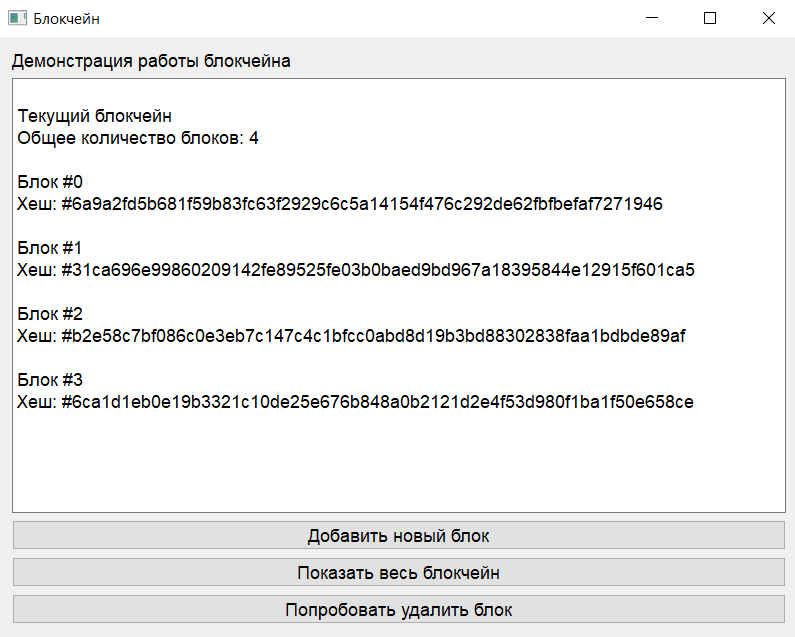 Блокчейн
Демонстрация работы блокчейна
Текущий блокчейн
Общее количество блоков: 4
Блок #0
Хеш: #6a9a2fd5b681f59b83fc63f2929c6c5a14154f476c292de62fbfbefaf7271946
Блок #1
Хеш: #31ca696e99860209142fe89525fe03b0baed9bd967a18395844e12915f601ca5
Блок #2
Хеш: #b2e58c7bf086c0e3eb7c147c4c1bfcc0abd8d19b3bd88302838faa1bdbde89af
Блок #3
Хеш: #6ca1d1eb0e19b3321c10de25e676b848a0b2121d2e4f53d980f1ba1f50e658ce
Добавить новый блок
Показать весь блокчейн
Попробовать удалить блок